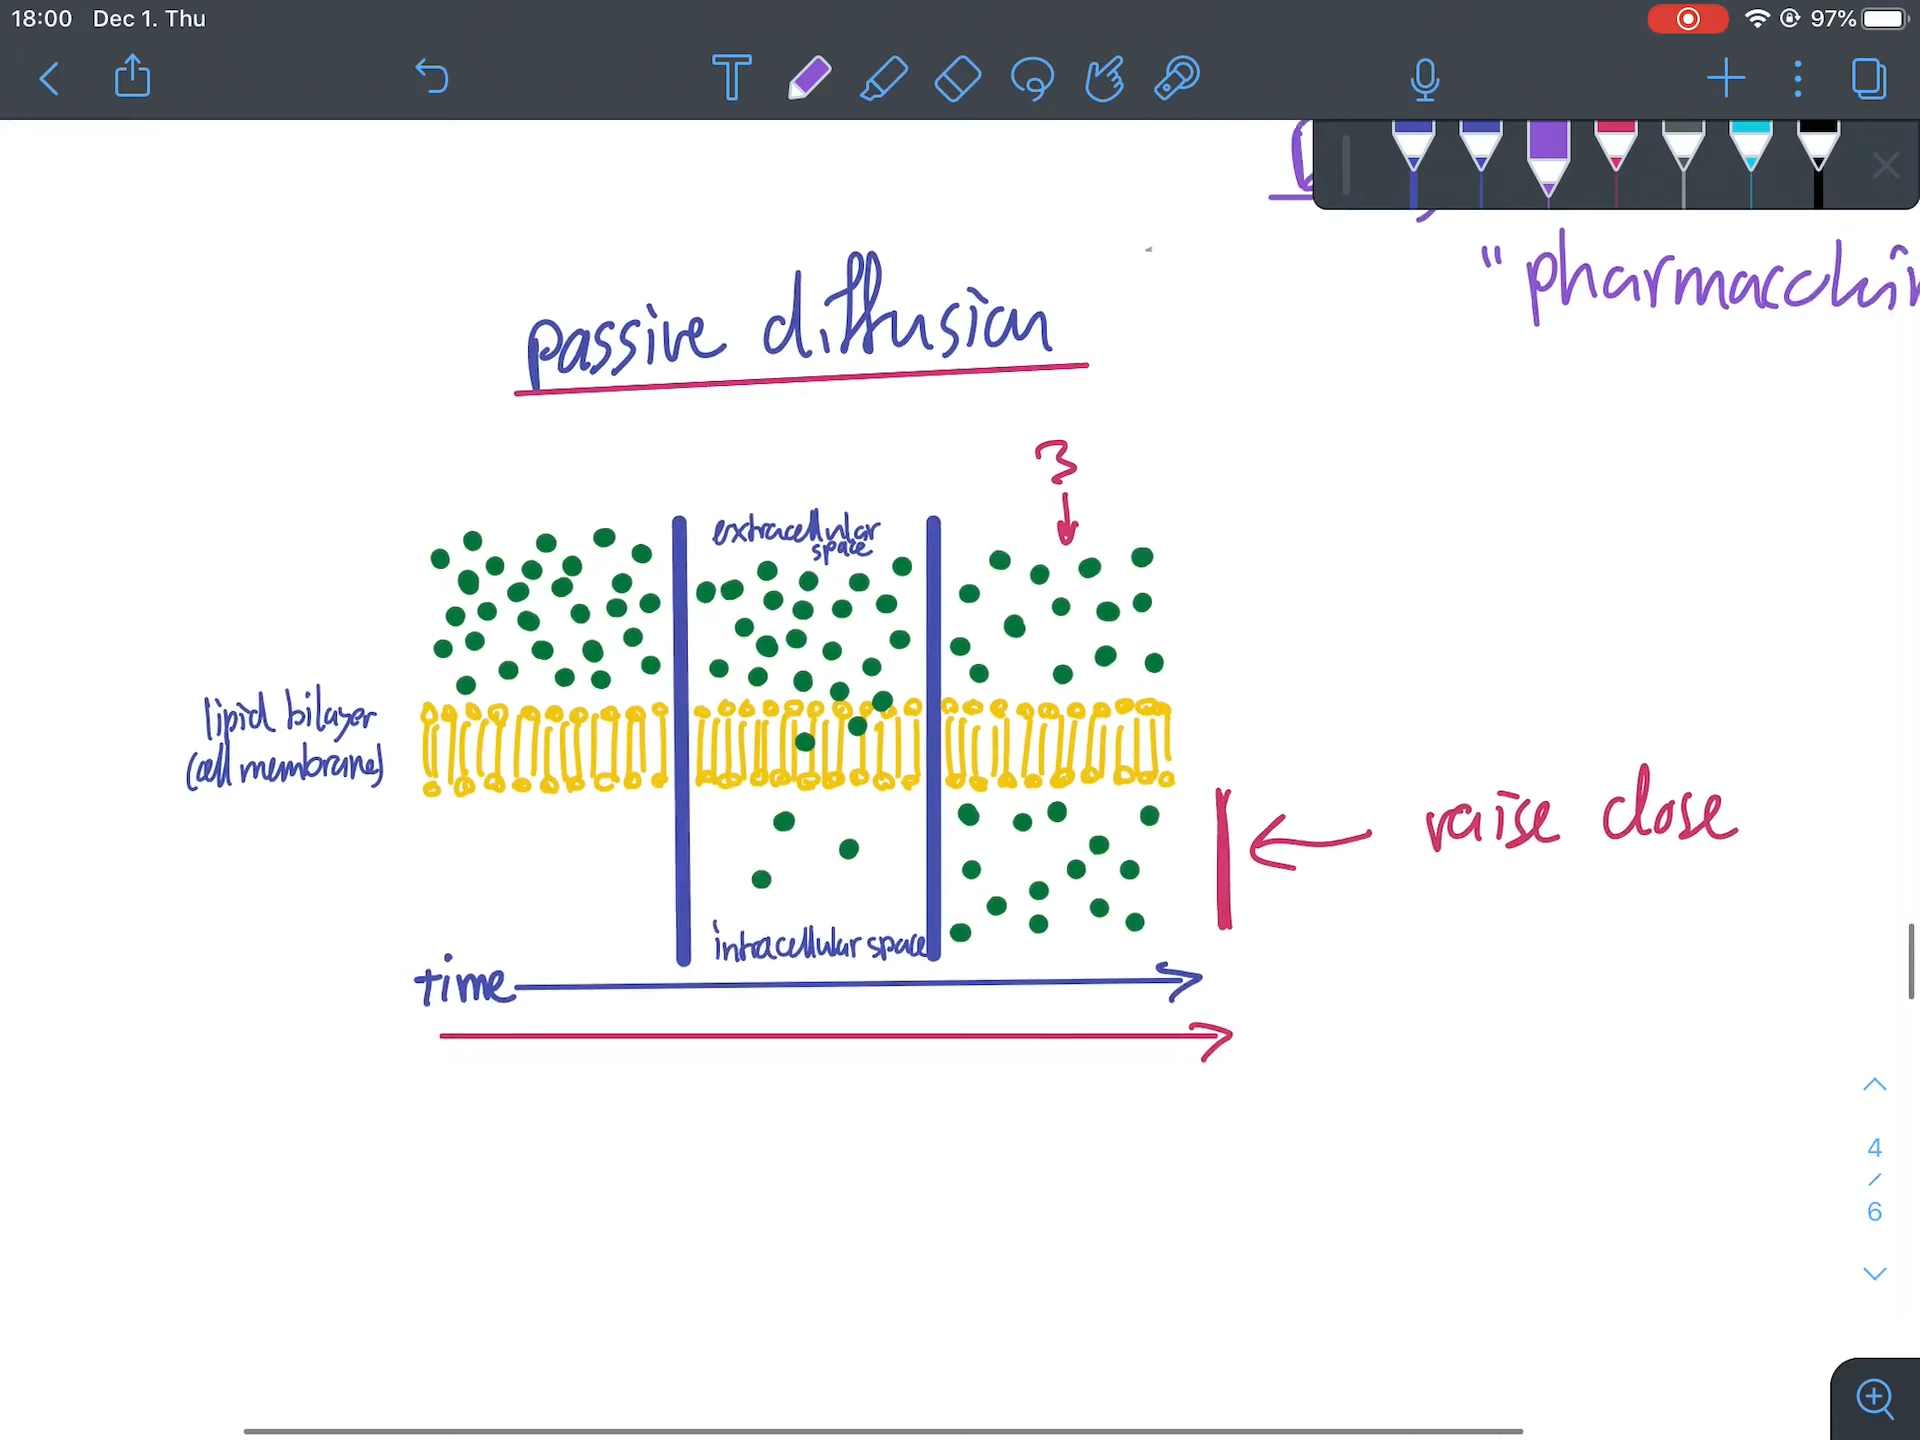 18:00 Dec 1. Thu
97%
"pharmacokin
passive diffusion
3
extracellular
space
lipid bilayer
(cell membrane)
raise dose
intracellular space
time
4
/
6